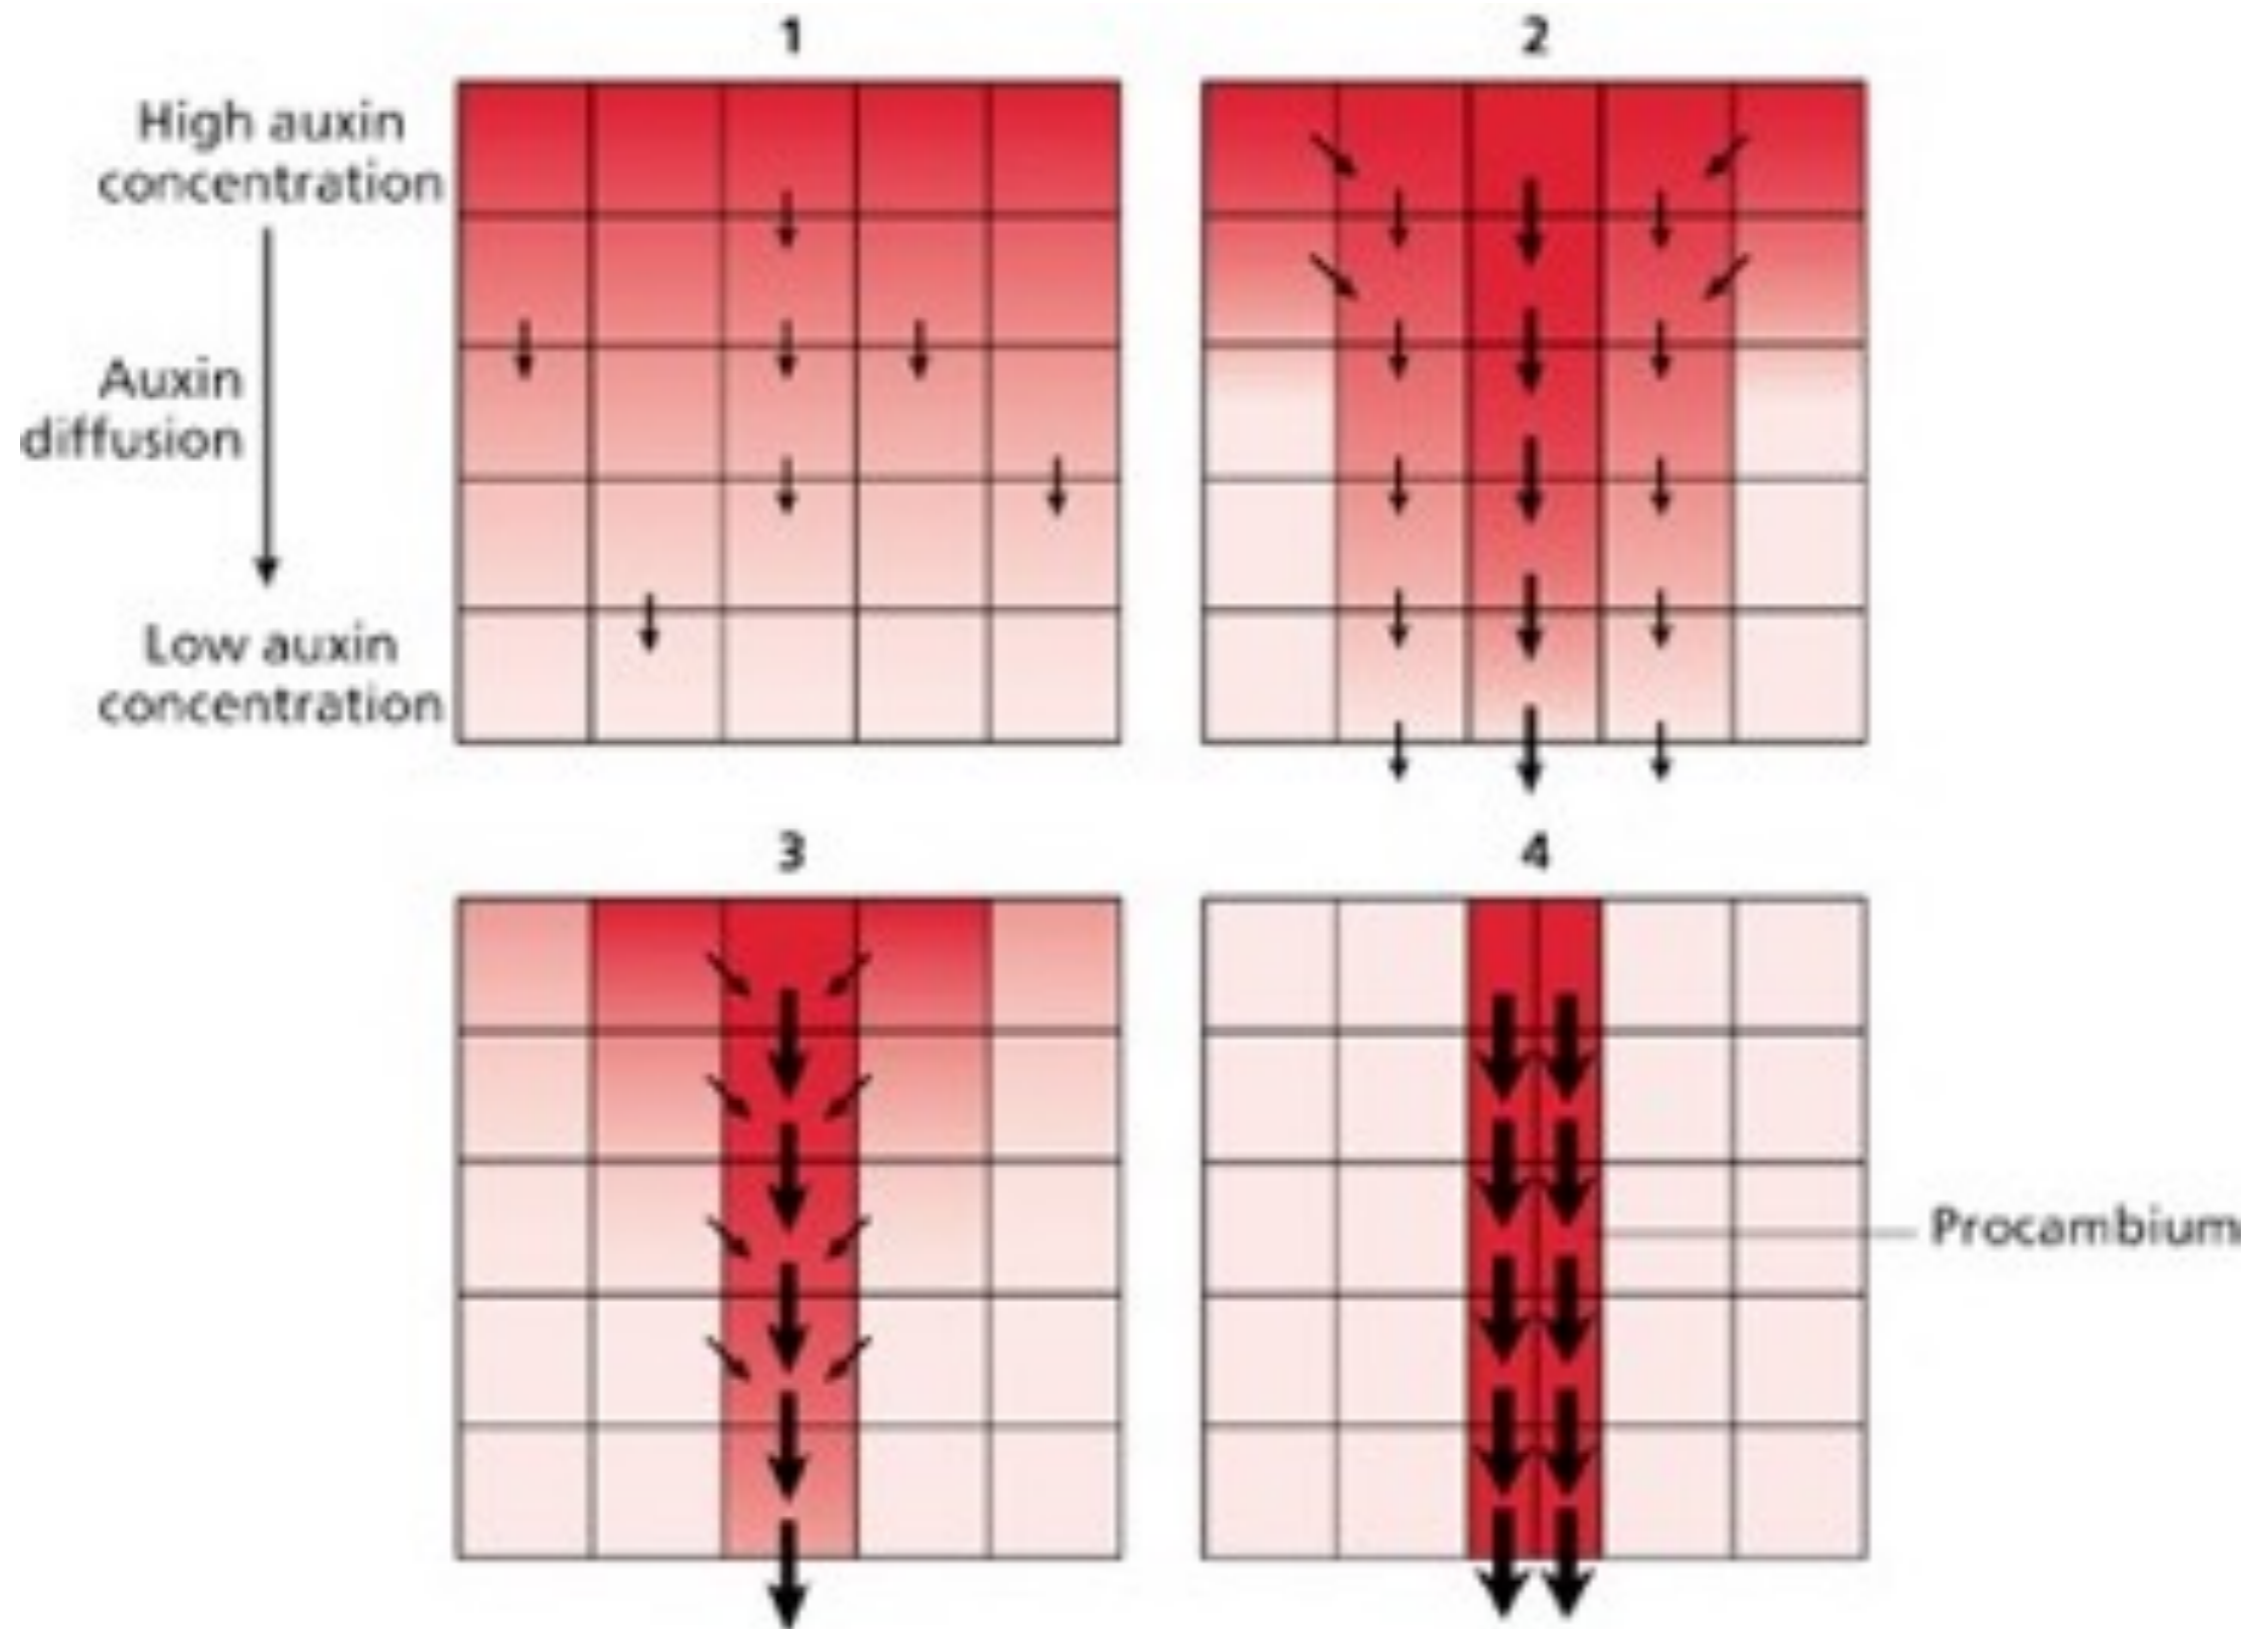 1
2
High auxin
concentration
Auxin
diffusion
Low auxin
concentration
3
4
Procambium